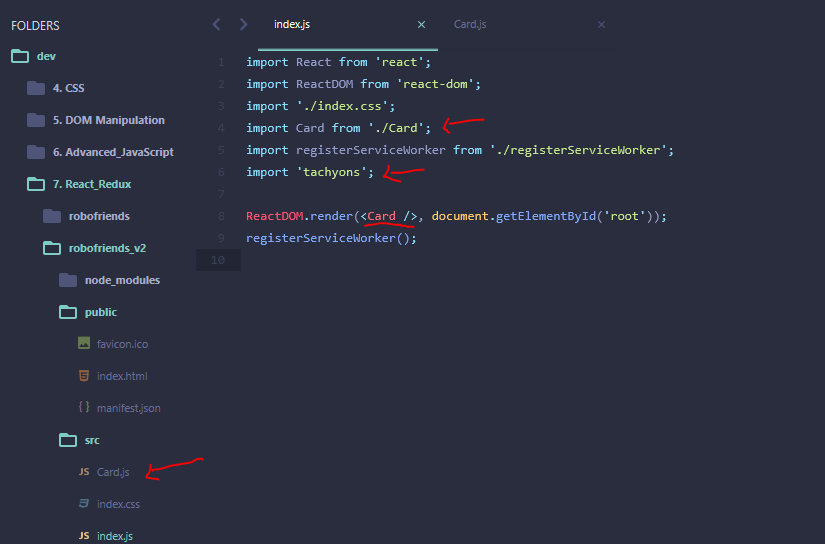 FOLDERS
dev
4. CSS
5. DOM Manipulation
6. Advanced_JavaScript
7. React_Redux
robofriends
robofriends_v2
node_modules
public
favicon.ico
index.html
manifest.json
src
JS Card.js
index.css
JS index.js
index.js × Card.js ×
1 import React from 'react';
2 import ReactDOM from 'react-dom';
3 import './index.css';
4 import Card from './Card';
5 import registerServiceWorker from './registerServiceWorker';
6 import 'tachyons';
7
8 ReactDOM.render(<Card />, document.getElementById('root'));
9 registerServiceWorker();
10